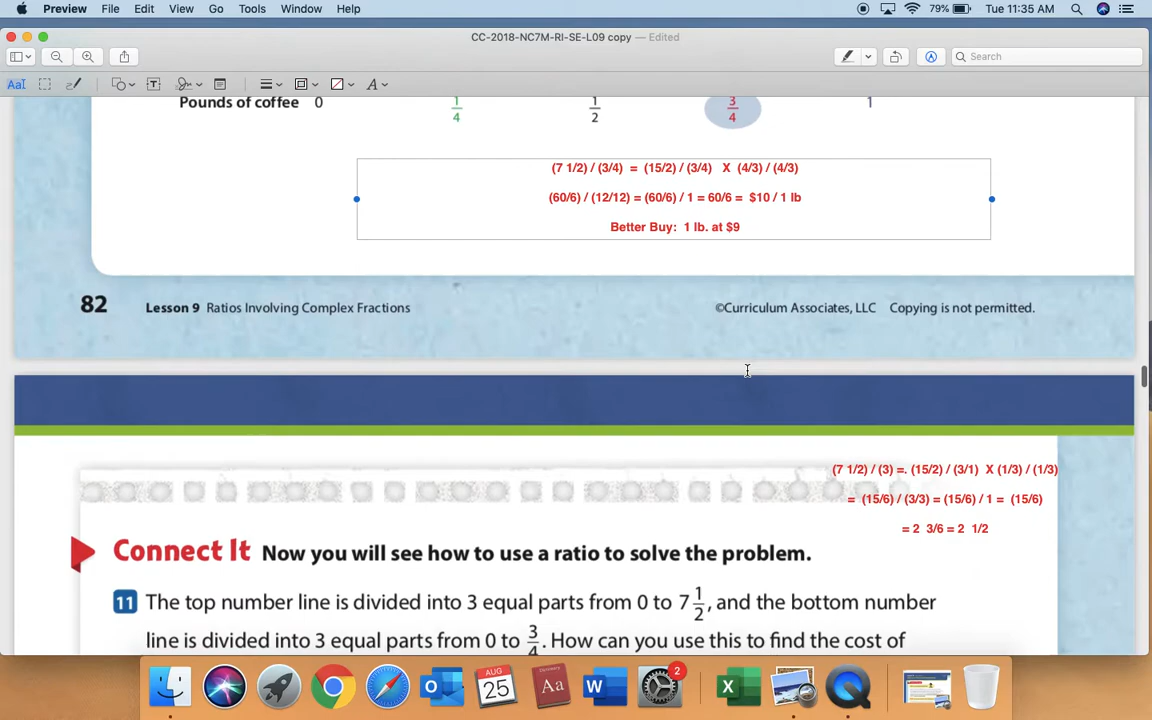 Preview File Edit View Go Tools Window Help 79% Tue 11:35 AM
CC-2018-NC7M-RI-SE-L09 copy — Edited
Search
AaI T A
Pounds of coffee 0 1/4 1/2 3/4 1
(7 1/2) / (3/4) = (15/2) / (3/4) X (4/3) / (4/3)
(60/6) / (12/12) = (60/6) / 1 = 60/6 = $10 / 1 lb
Better Buy: 1 lb. at $9
82 Lesson 9 Ratios Involving Complex Fractions ©Curriculum Associates, LLC Copying is not permitted.
(7 1/2) / (3) =. (15/2) / (3/1) X (1/3) / (1/3)
= (15/6) / (3/3) = (15/6) / 1 = (15/6)
= 2 3/6 = 2 1/2
Connect It Now you will see how to use a ratio to solve the problem.
11 The top number line is divided into 3 equal parts from 0 to 7 1/2, and the bottom number
line is divided into 3 equal parts from 0 to 3/4. How can you use this to find the cost of
AUG 25 Aa W 2 X